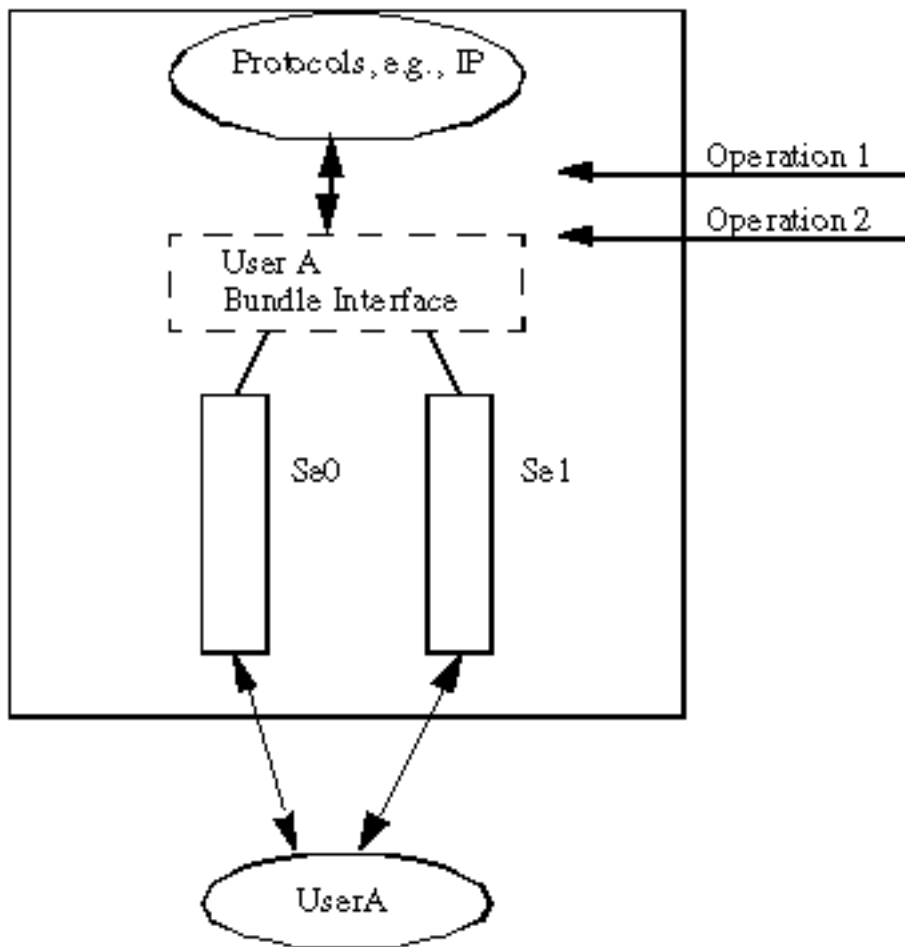 Protocols, e.g., IP
Operation 1
Operation 2
User A
Bundle Interface
Se0
Se1
UserA